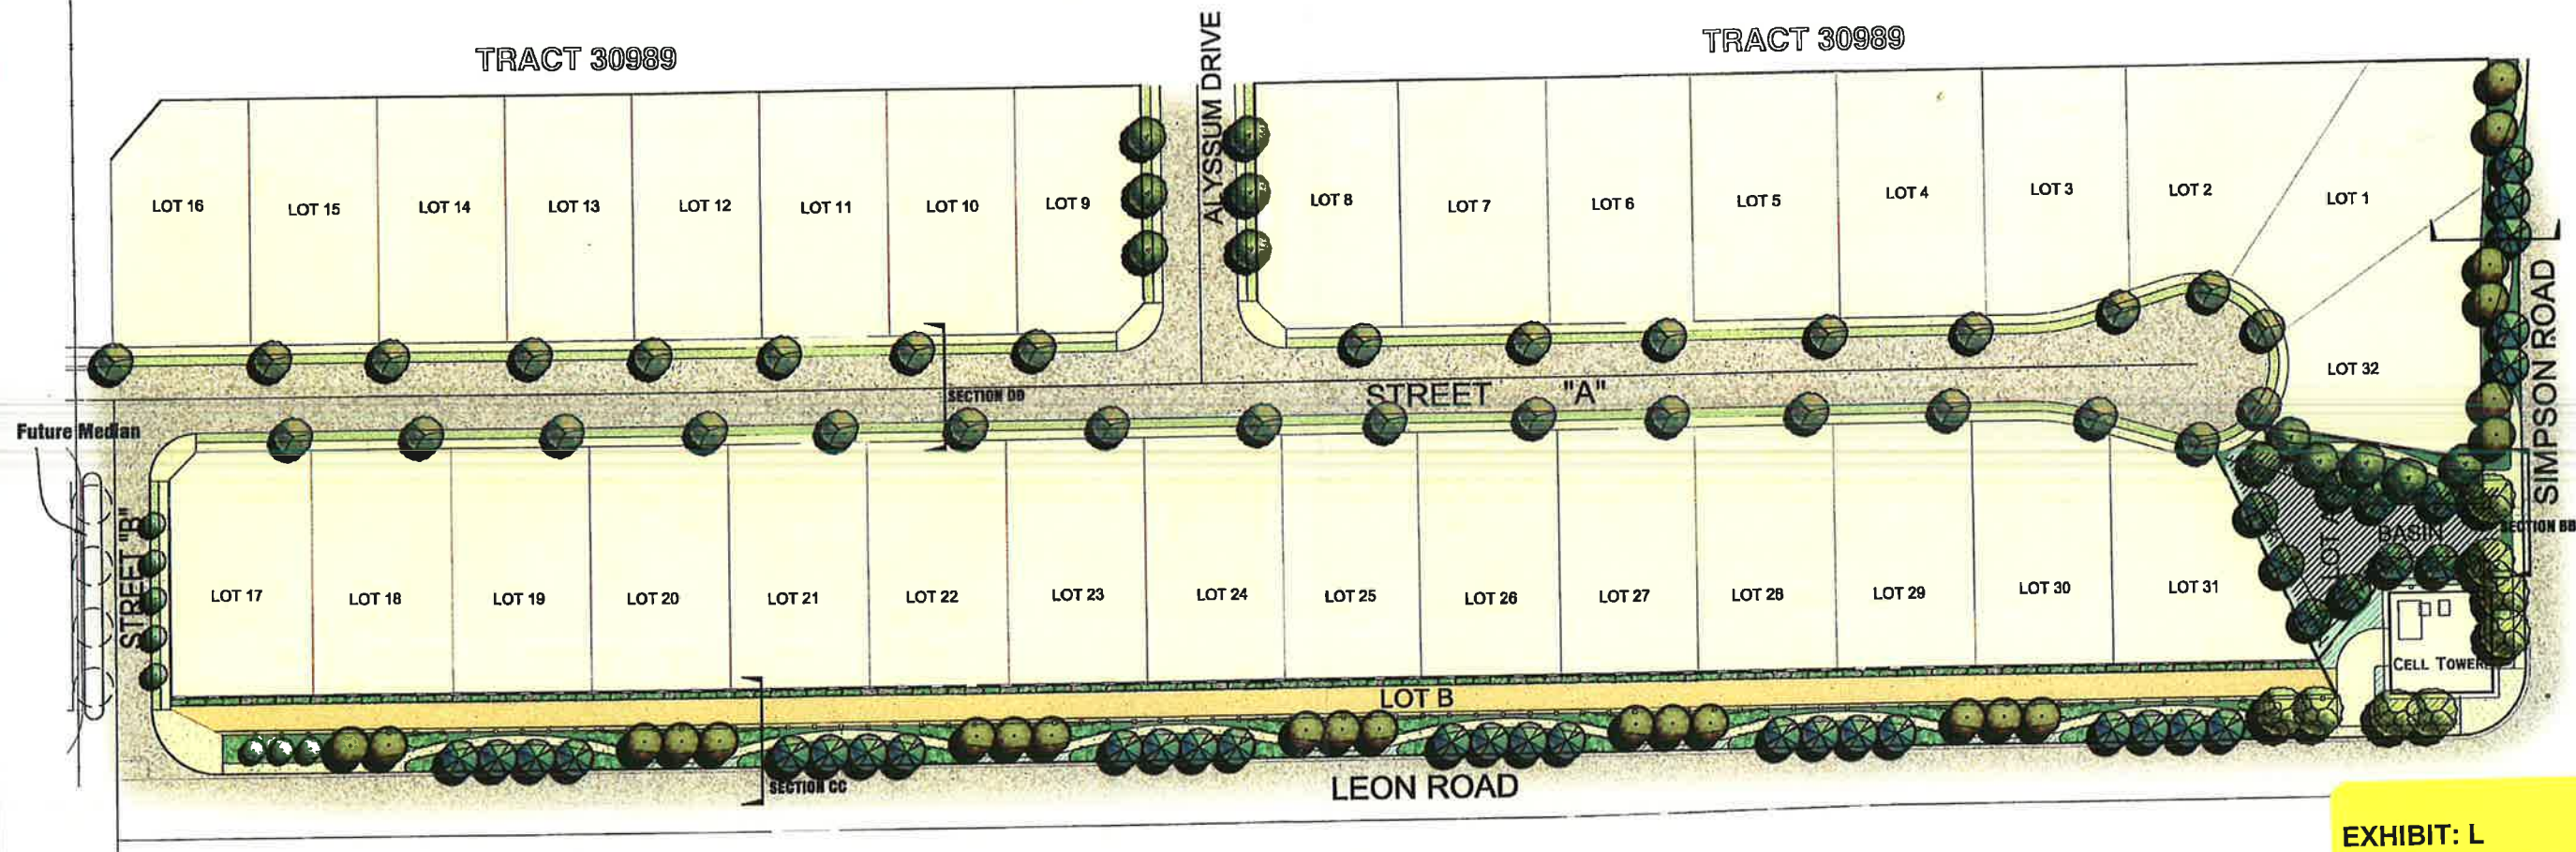 TRACT 30989
ALYSSUM DRIVE
TRACT 30989
LOT 16
LOT 15
LOT 14
LOT 13
LOT 12
LOT 11
LOT 10
LOT 9
LOT 8
LOT 7
LOT 6
LOT 5
LOT 4
LOT 3
LOT 2
LOT 1
LOT 32
SIMPSON ROAD
SECTION DD
STREET "A"
Future Median
STREET "B"
LOT 17
LOT 18
LOT 19
LOT 20
LOT 21
LOT 22
LOT 23
LOT 24
LOT 25
LOT 26
LOT 27
LOT 28
LOT 29
LOT 30
LOT 31
LOT A
BASIN
SECTION BB
CELL TOWER
LOT B
SECTION CC
LEON ROAD
EXHIBIT: L